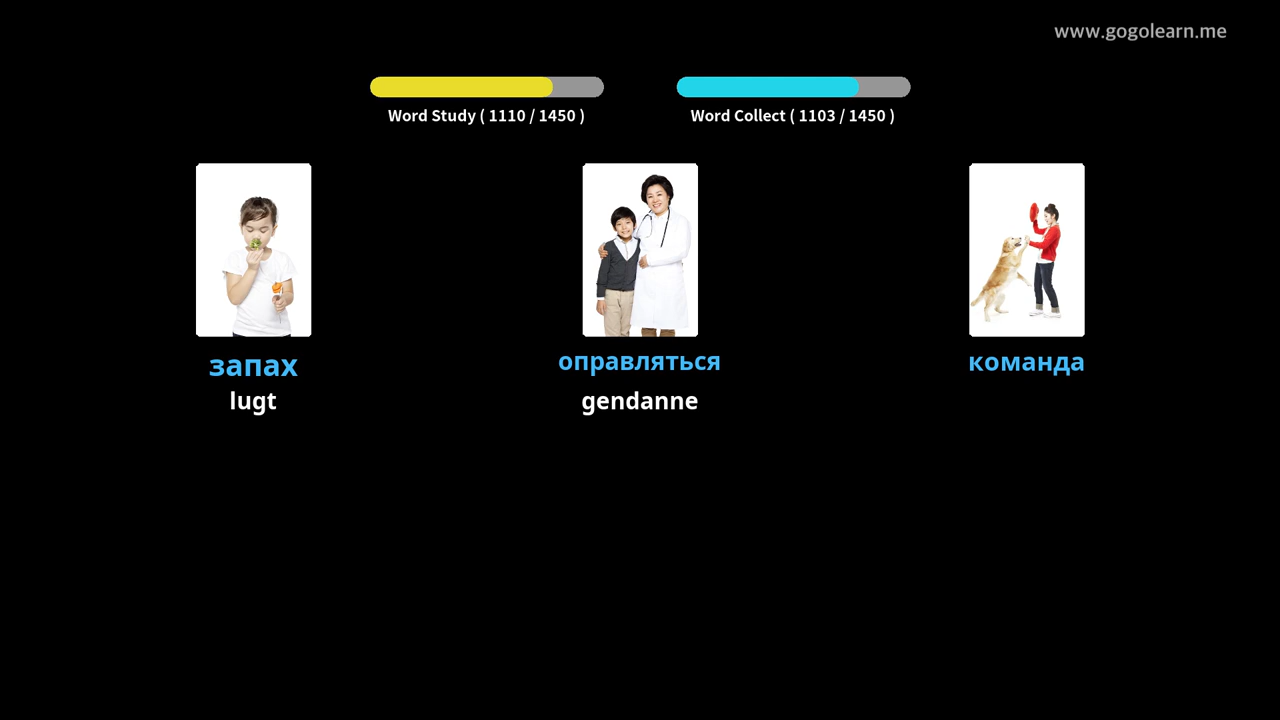 www.gogolearn.me
Word Study ( 1110 / 1450 )
Word Collect ( 1103 / 1450 )
запах
оправляться
команда
lugt
gendanne